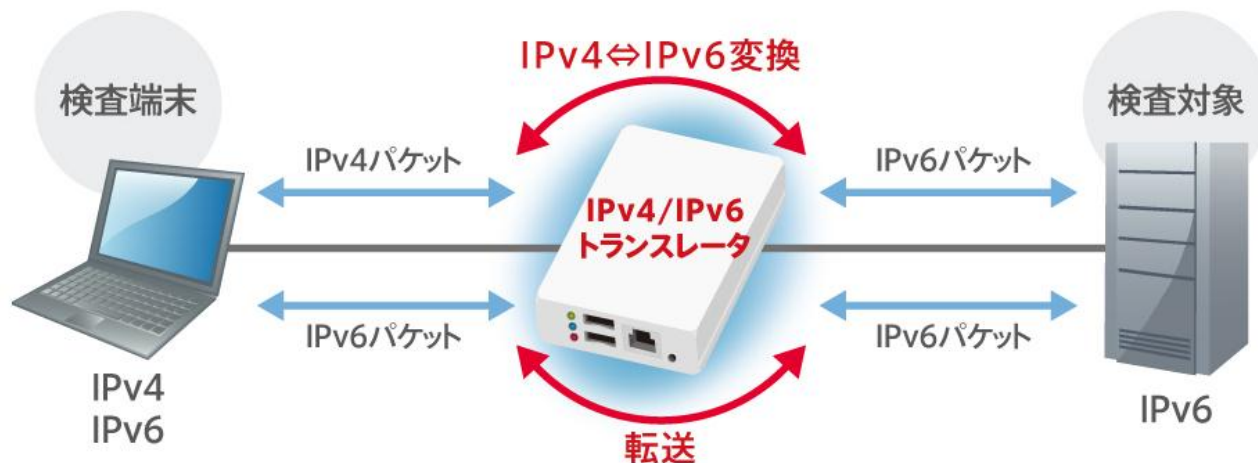 IPv4⇔IPv6変換
検査端末
検査対象
IPv4パケット
IPv6パケット
IPv4/IPv6
トランスレータ
IPv6パケット
IPv6パケット
IPv4
IPv6
IPv6
転送